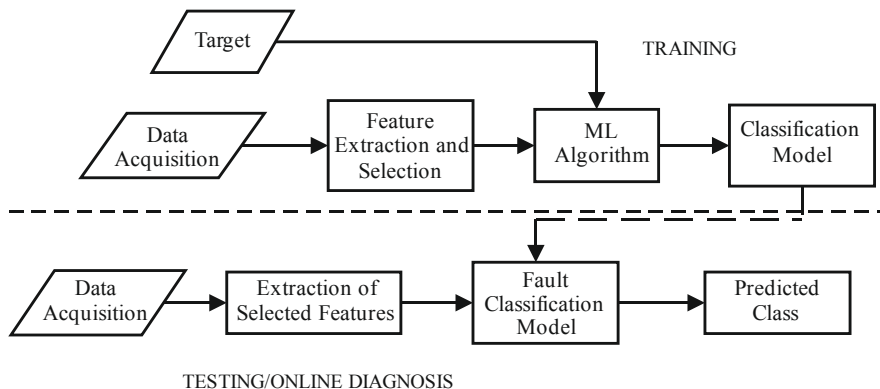 Target
TRAINING
Data
Acquisition
Feature
Extraction and
Selection
ML
Algorithm
Classification
Model
Data
Acquisition
Extraction of
Selected Features
Fault
Classification
Model
Predicted
Class
TESTING/ONLINE DIAGNOSIS